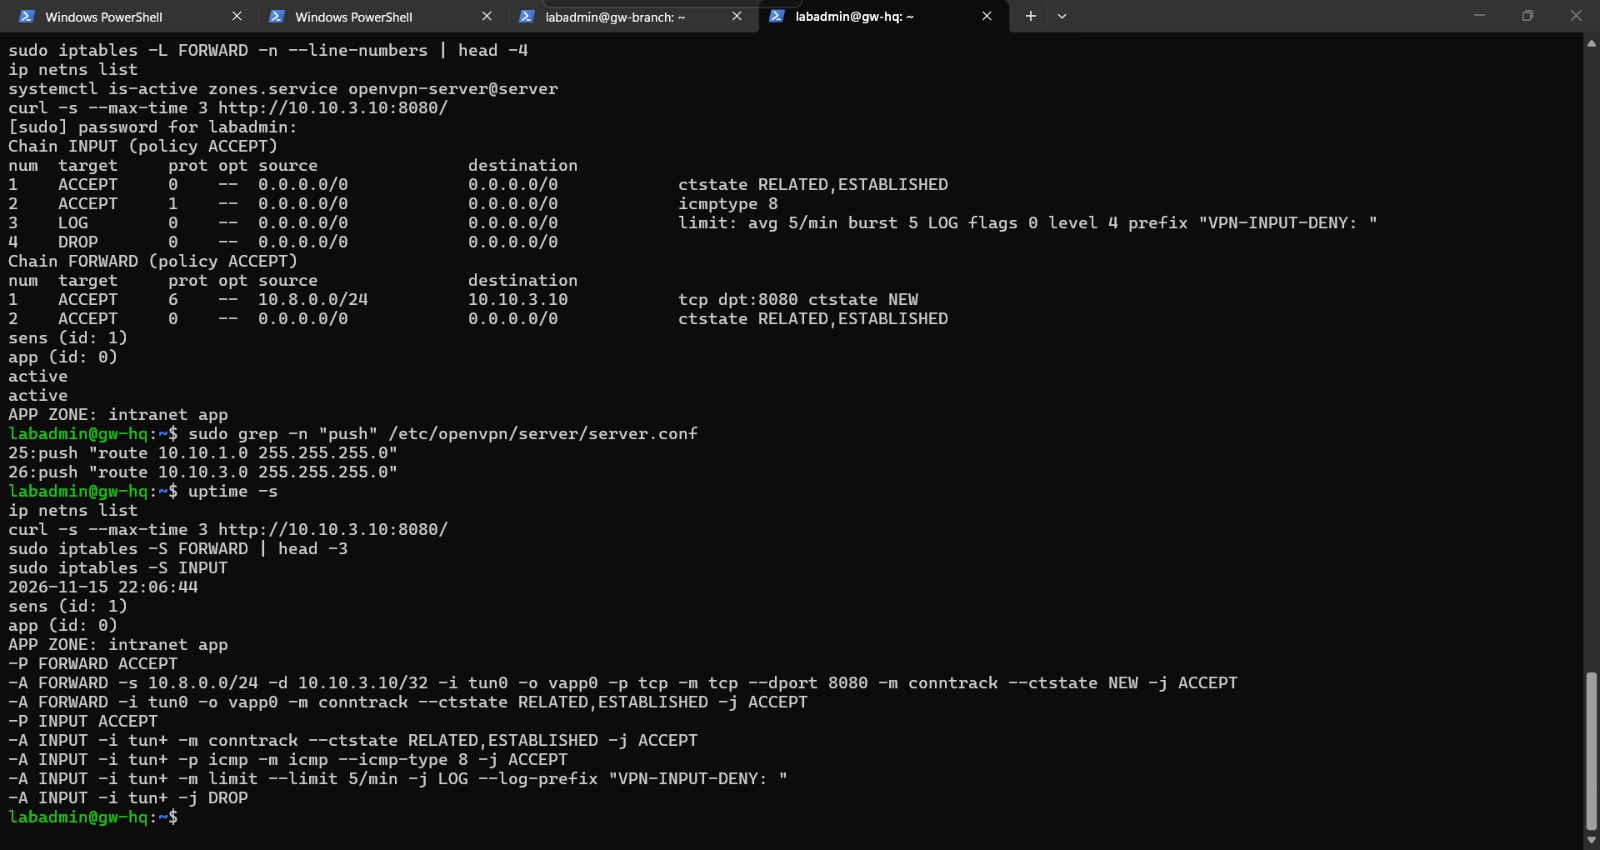 Windows PowerShell
Windows PowerShell
labadmin@gw-branch: ~
labadmin@gw-hq: ~
sudo iptables -L FORWARD -n --line-numbers | head -4
ip netns list
systemctl is-active zones.service openvpn-server@server
curl -s --max-time 3 http://10.10.3.10:8080/
[sudo] password for labadmin:
Chain INPUT (policy ACCEPT)
num  target     prot opt source               destination
1    ACCEPT     0    --  0.0.0.0/0            0.0.0.0/0            ctstate RELATED,ESTABLISHED
2    ACCEPT     1    --  0.0.0.0/0            0.0.0.0/0            icmptype 8
3    LOG        0    --  0.0.0.0/0            0.0.0.0/0            limit: avg 5/min burst 5 LOG flags 0 level 4 prefix "VPN-INPUT-DENY: "
4    DROP       0    --  0.0.0.0/0            0.0.0.0/0
Chain FORWARD (policy ACCEPT)
num  target     prot opt source               destination
1    ACCEPT     6    --  10.8.0.0/24          10.10.3.10           tcp dpt:8080 ctstate NEW
2    ACCEPT     0    --  0.0.0.0/0            0.0.0.0/0            ctstate RELATED,ESTABLISHED
sens (id: 1)
app (id: 0)
active
active
APP ZONE: intranet app
labadmin@gw-hq:~$ sudo grep -n "push" /etc/openvpn/server/server.conf
25:push "route 10.10.1.0 255.255.255.0"
26:push "route 10.10.3.0 255.255.255.0"
labadmin@gw-hq:~$ uptime -s
ip netns list
curl -s --max-time 3 http://10.10.3.10:8080/
sudo iptables -S FORWARD | head -3
sudo iptables -S INPUT
2026-11-15 22:06:44
sens (id: 1)
app (id: 0)
APP ZONE: intranet app
-P FORWARD ACCEPT
-A FORWARD -s 10.8.0.0/24 -d 10.10.3.10/32 -i tun0 -o vapp0 -p tcp -m tcp --dport 8080 -m conntrack --ctstate NEW -j ACCEPT
-A FORWARD -i tun0 -o vapp0 -m conntrack --ctstate RELATED,ESTABLISHED -j ACCEPT
-P INPUT ACCEPT
-A INPUT -i tun+ -m conntrack --ctstate RELATED,ESTABLISHED -j ACCEPT
-A INPUT -i tun+ -p icmp -m icmp --icmp-type 8 -j ACCEPT
-A INPUT -i tun+ -m limit --limit 5/min -j LOG --log-prefix "VPN-INPUT-DENY: "
-A INPUT -i tun+ -j DROP
labadmin@gw-hq:~$